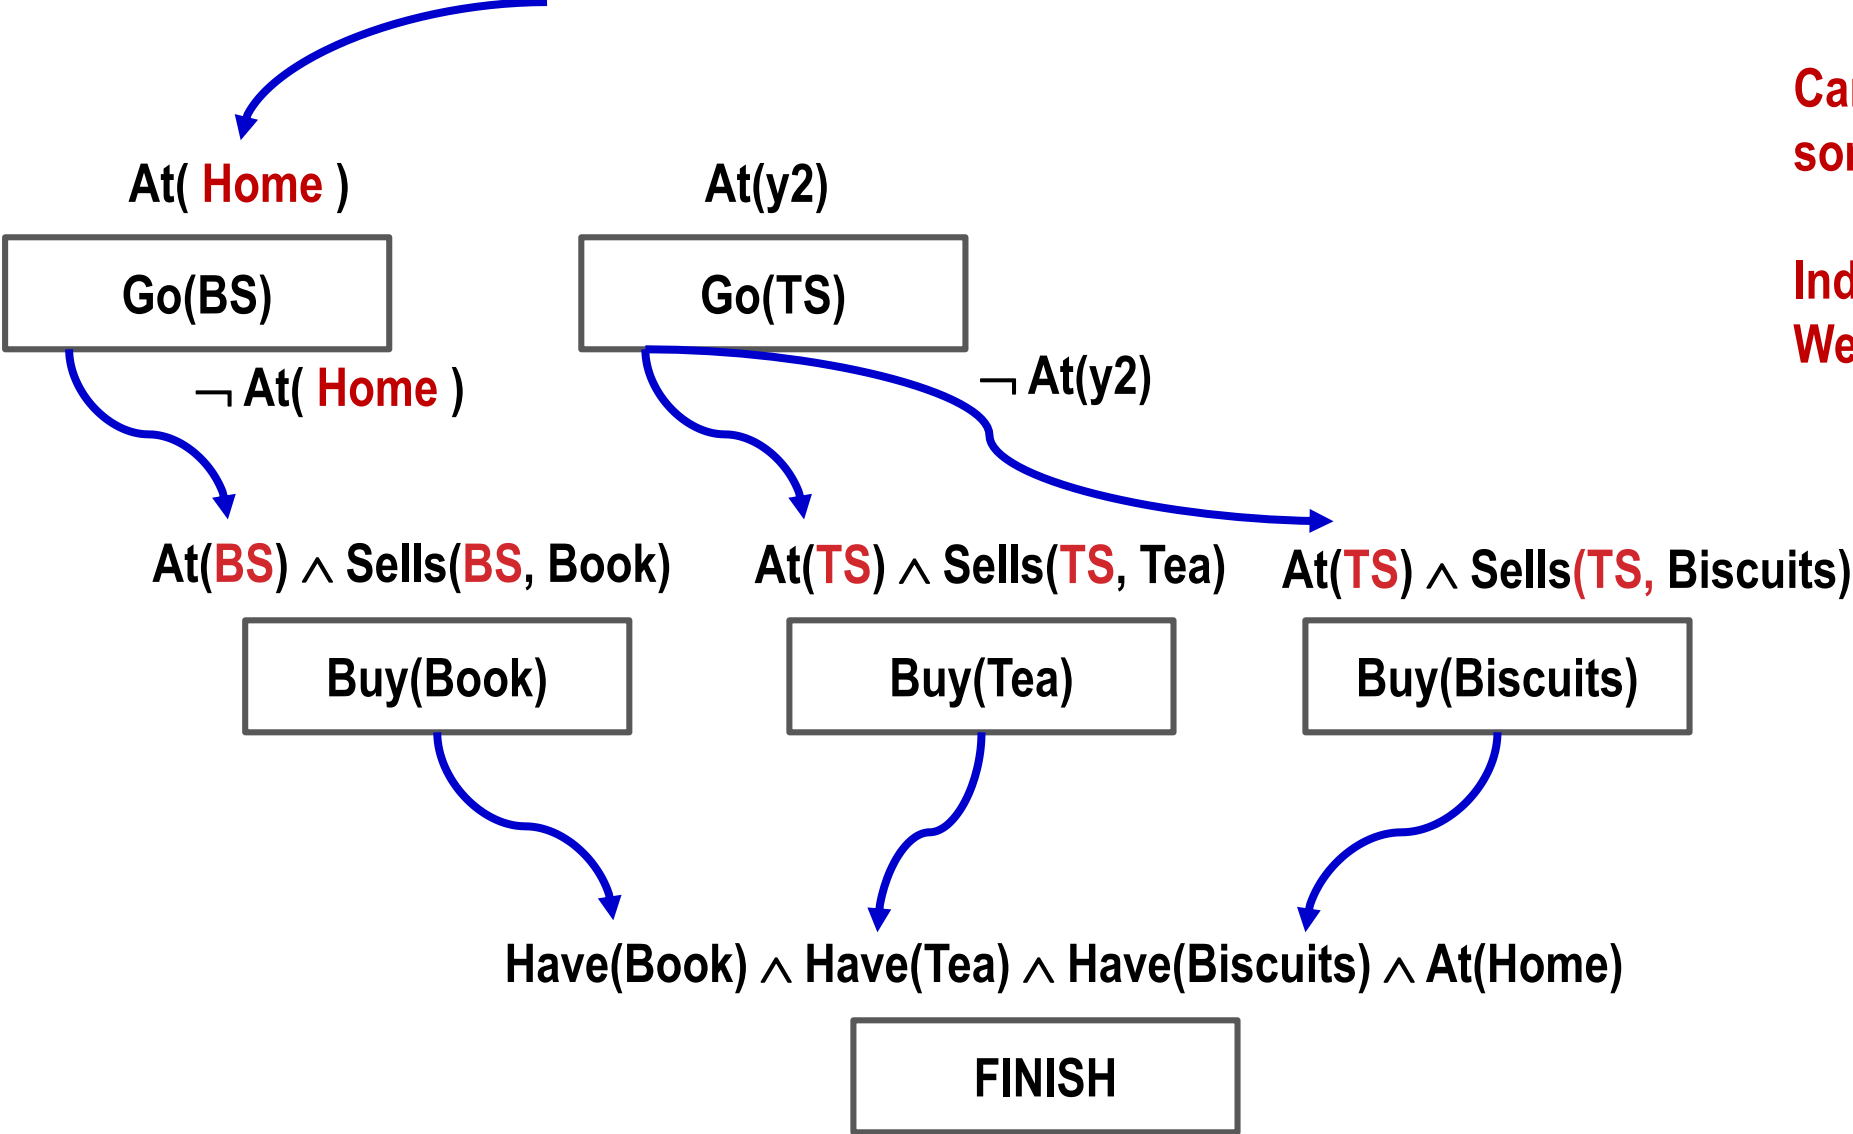 At( Home )
At(y2)
Go(BS)
Go(TS)
¬ At( Home )
¬ At(y2)
At(BS) ∧ Sells(BS, Book)
At(TS) ∧ Sells(TS, Tea)
At(TS) ∧ Sells(TS, Biscuits)
Buy(Book)
Buy(Tea)
Buy(Biscuits)
Have(Book) ∧ Have(Tea) ∧ Have(Biscuits) ∧ At(Home)
FINISH